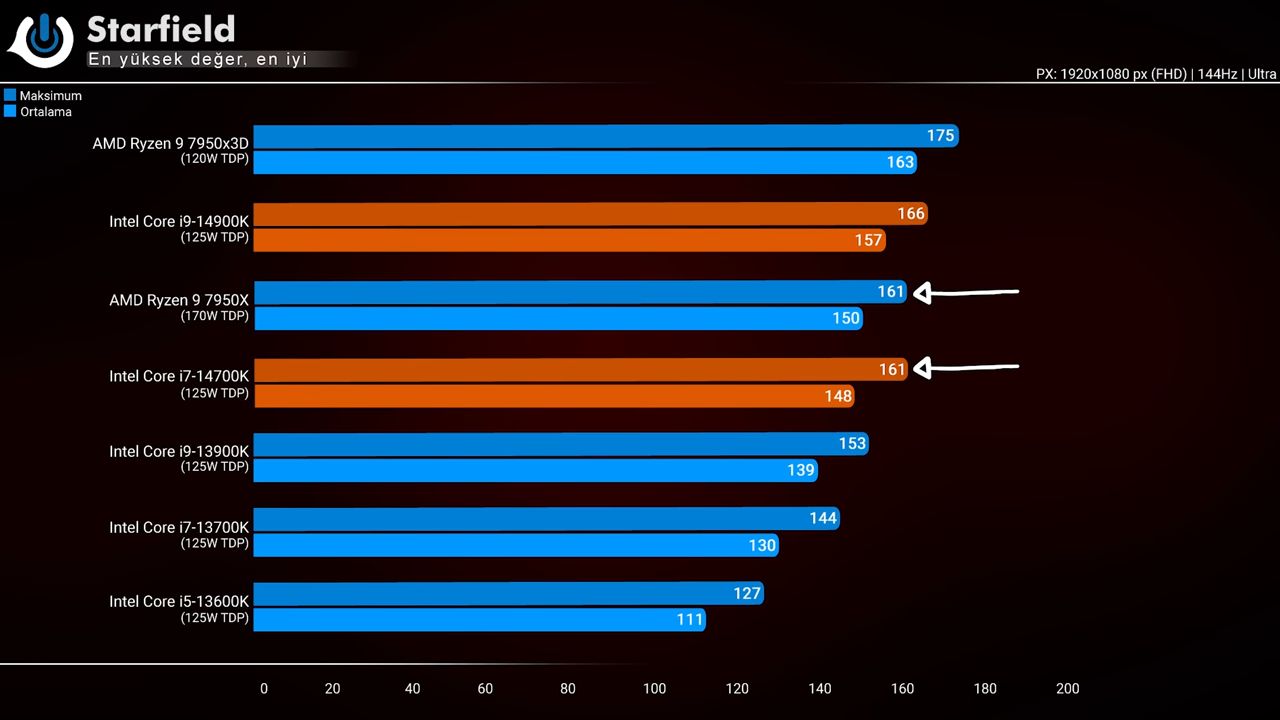 Starfield
En yüksek değer, en iyi
PX: 1920x1080 px (FHD) | 144Hz | Ultra
Maksimum
Ortalama
AMD Ryzen 9 7950x3D
(120W TDP)
175
163
Intel Core i9-14900K
(125W TDP)
166
157
AMD Ryzen 9 7950X
(170W TDP)
161
150
Intel Core i7-14700K
(125W TDP)
161
148
Intel Core i9-13900K
(125W TDP)
153
139
Intel Core i7-13700K
(125W TDP)
144
130
Intel Core i5-13600K
(125W TDP)
127
111
0 20 40 60 80 100 120 140 160 180 200